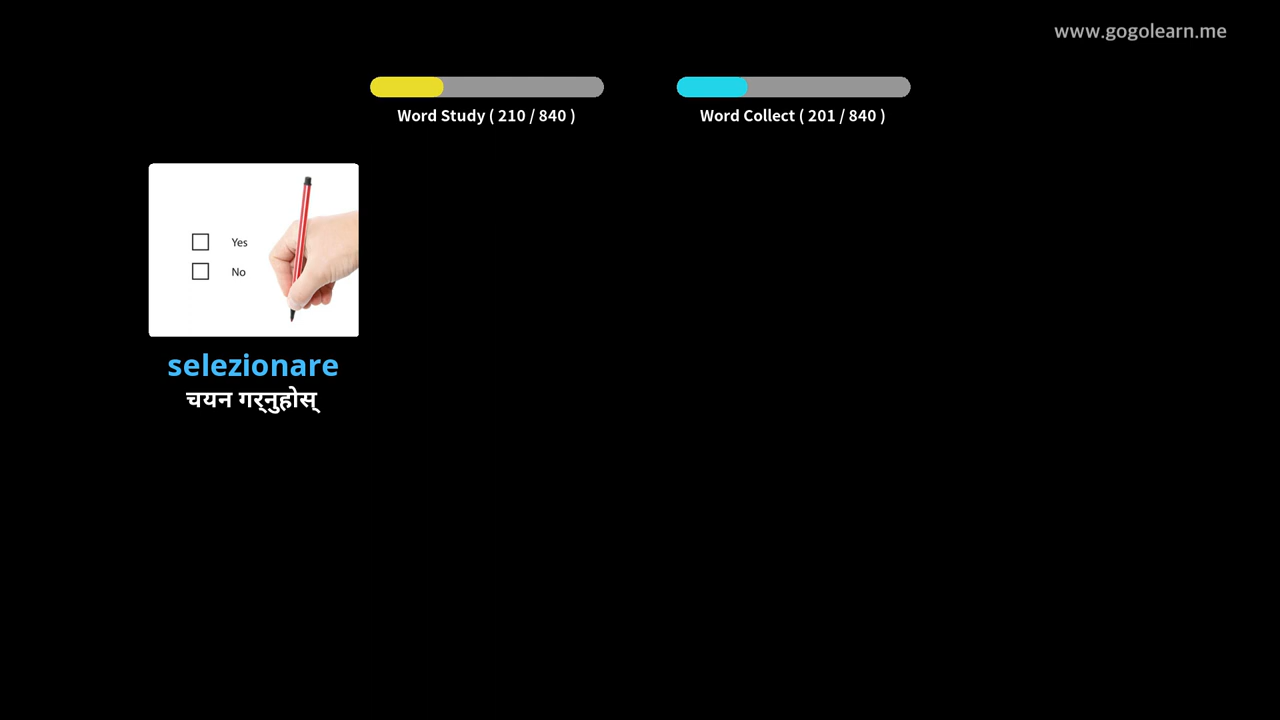 www.gogolearn.me
Word Study ( 210 / 840 )
Word Collect ( 201 / 840 )
Yes
No
selezionare
चयन गर्नुहोस्